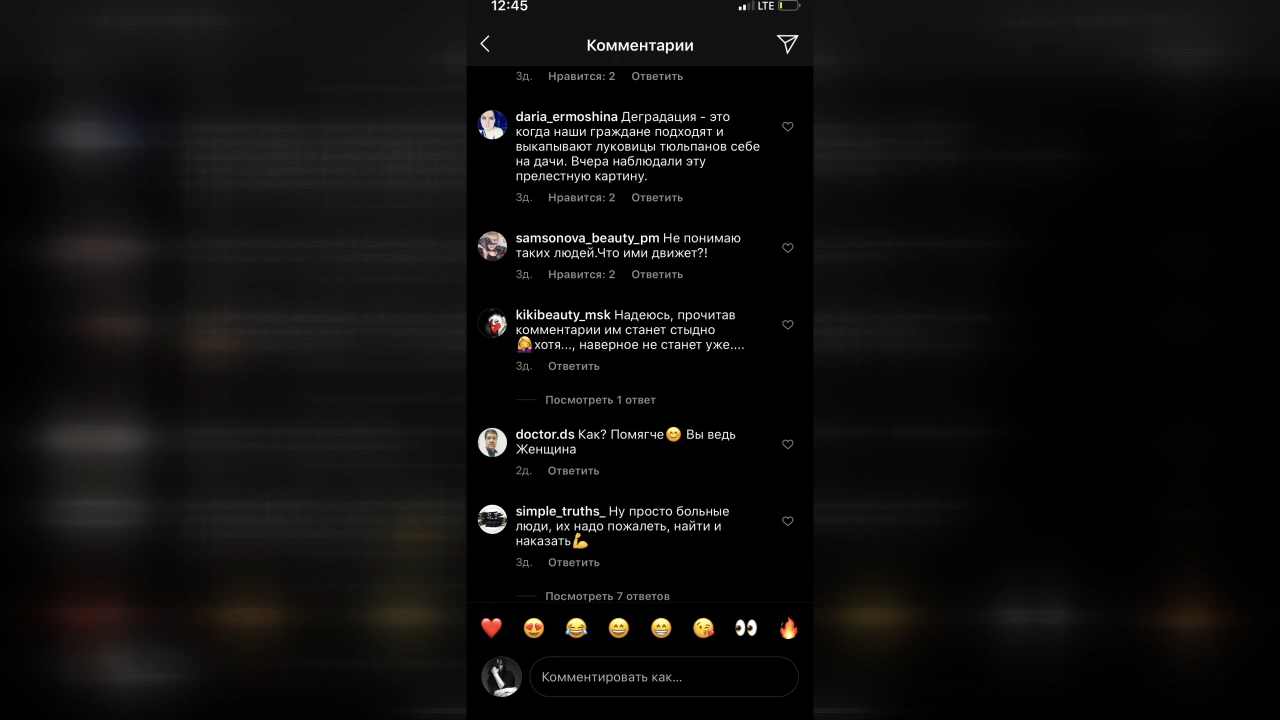 12:45
LTE
Комментарии
3д. Нравится: 2 Ответить
daria_ermoshina Деградация - это
когда наши граждане подходят и
выкапывают луковицы тюльпанов себе
на дачи. Вчера наблюдали эту
прелестную картину.
3д. Нравится: 2 Ответить
samsonova_beauty_pm Не понимаю
таких людей.Что ими движет?!
3д. Нравится: 2 Ответить
kikibeauty_msk Надеюсь, прочитав
комментарии им станет стыдно
🤦‍♀️хотя..., наверное не станет уже....
3д. Ответить
Посмотреть 1 ответ
doctor.ds Как? Помягче😊 Вы ведь
Женщина
2д. Ответить
simple_truths_ Ну просто больные
люди, их надо пожалеть, найти и
наказать💪
3д. Ответить
Посмотреть 7 ответов
Комментировать как...